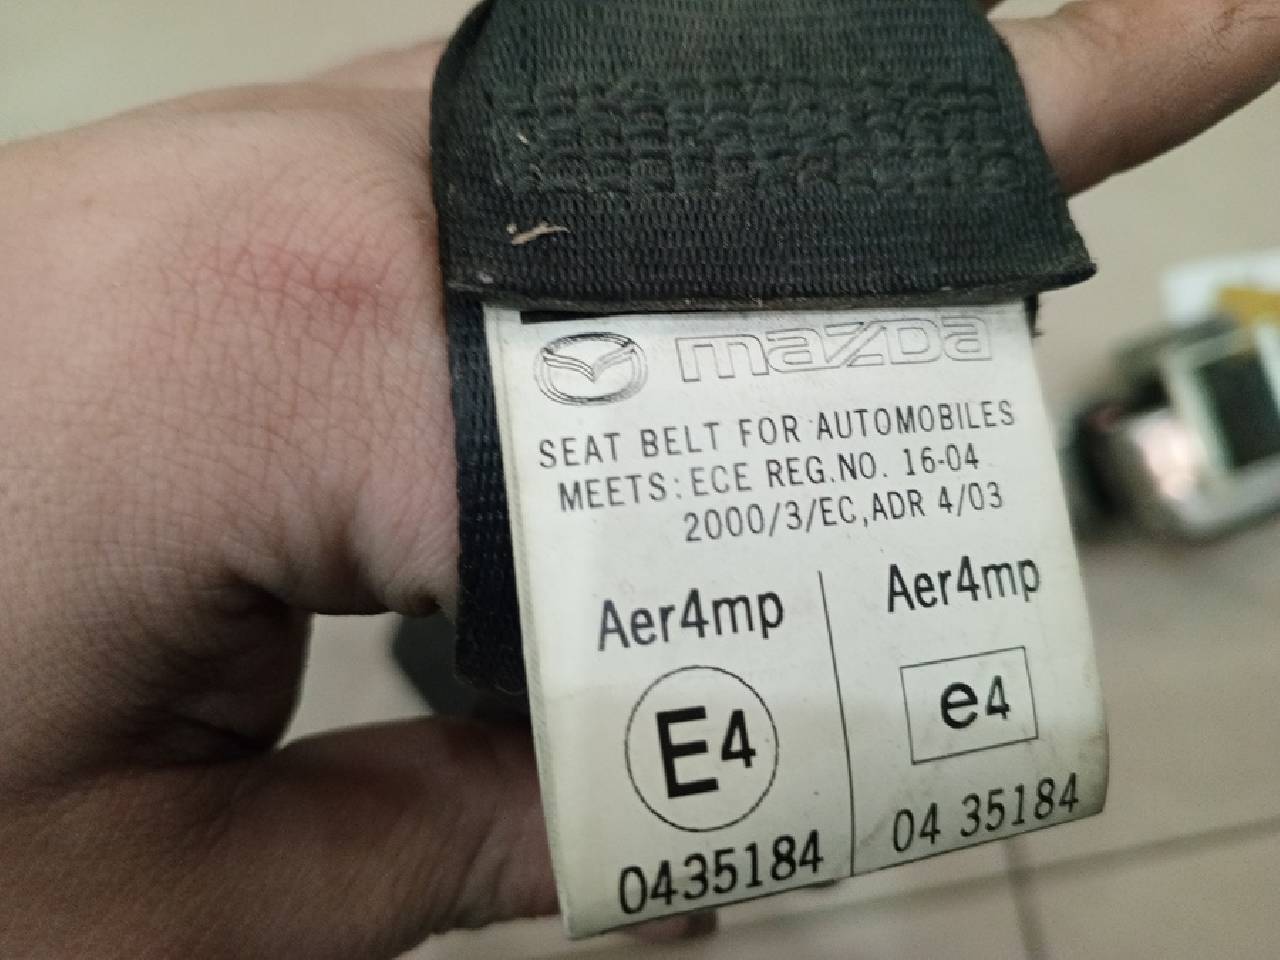 mazda
SEAT BELT FOR AUTOMOBILES
MEETS: ECE REG.NO. 16-04
2000/3/EC,ADR 4/03
Aer4mp
E4
0435184
Aer4mp
e4
04 35184